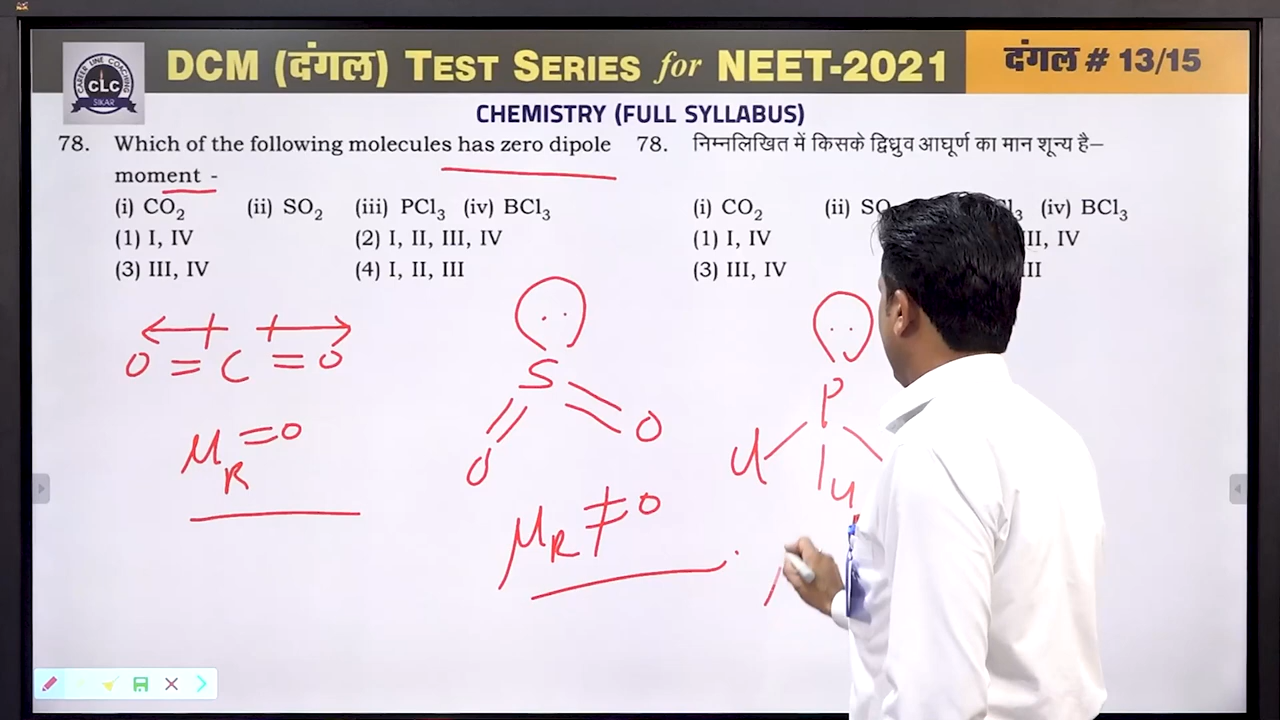 DCM (दंगल) TEST SERIES for NEET-2021
दंगल # 13/15
CAREER LINE COACHING
CLC
SIKAR
CHEMISTRY (FULL SYLLABUS)
78. Which of the following molecules has zero dipole
moment -
(i) CO₂ (ii) SO₂ (iii) PCl₃ (iv) BCl₃
(1) I, IV (2) I, II, III, IV
(3) III, IV (4) I, II, III
78. निम्नलिखित में किसके द्विध्रुव आघूर्ण का मान शून्य है–
(i) CO₂ (ii) SO l₃ (iv) BCl₃
(1) I, IV II, IV
(3) III, IV II
O = C = O
μR = 0
S
O O
μR ≠ 0
P
Cl Cl